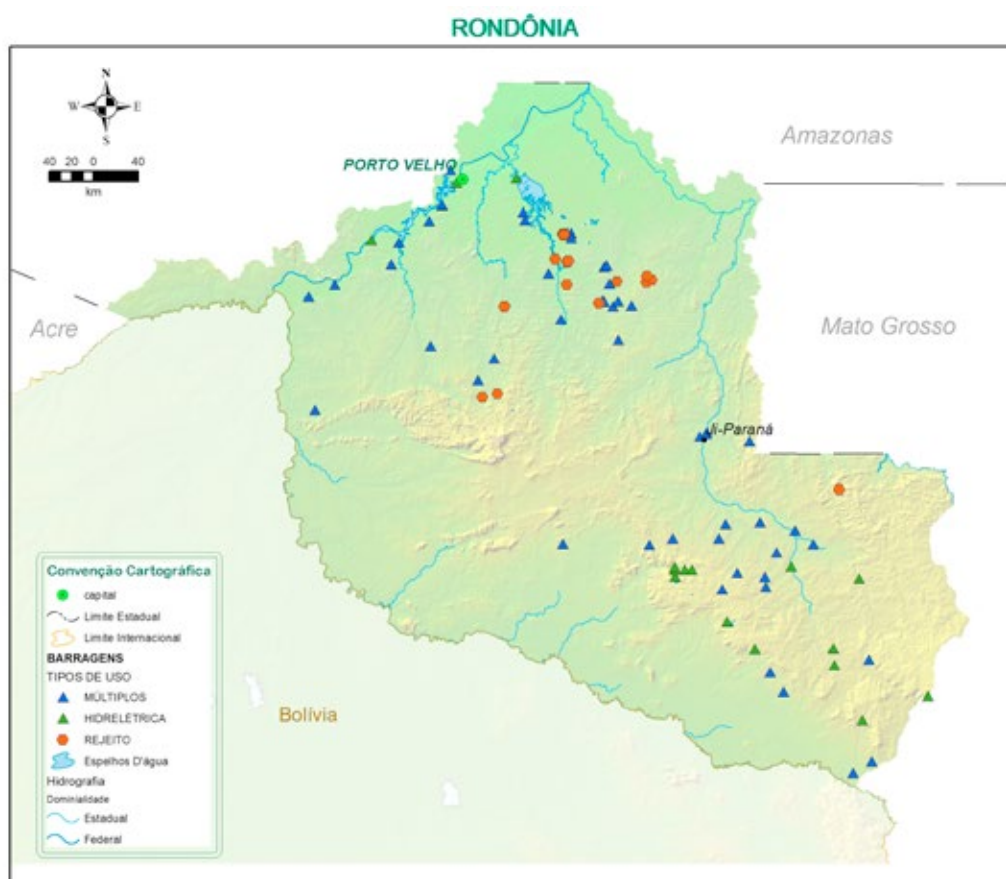 RONDÔNIA
N
W E
S
40 20 0 40
km
PORTO VELHO
Amazonas
Acre
Mato Grosso
Ji-Paraná
Bolívia
Convenção Cartográfica
capital
Limite Estadual
Limite Internacional
BARRAGENS
TIPOS DE USO
MÚLTIPLOS
HIDRELÉTRICA
REJEITO
Espelhos D'água
Hidrografia
Dominialidade
Estadual
Federal